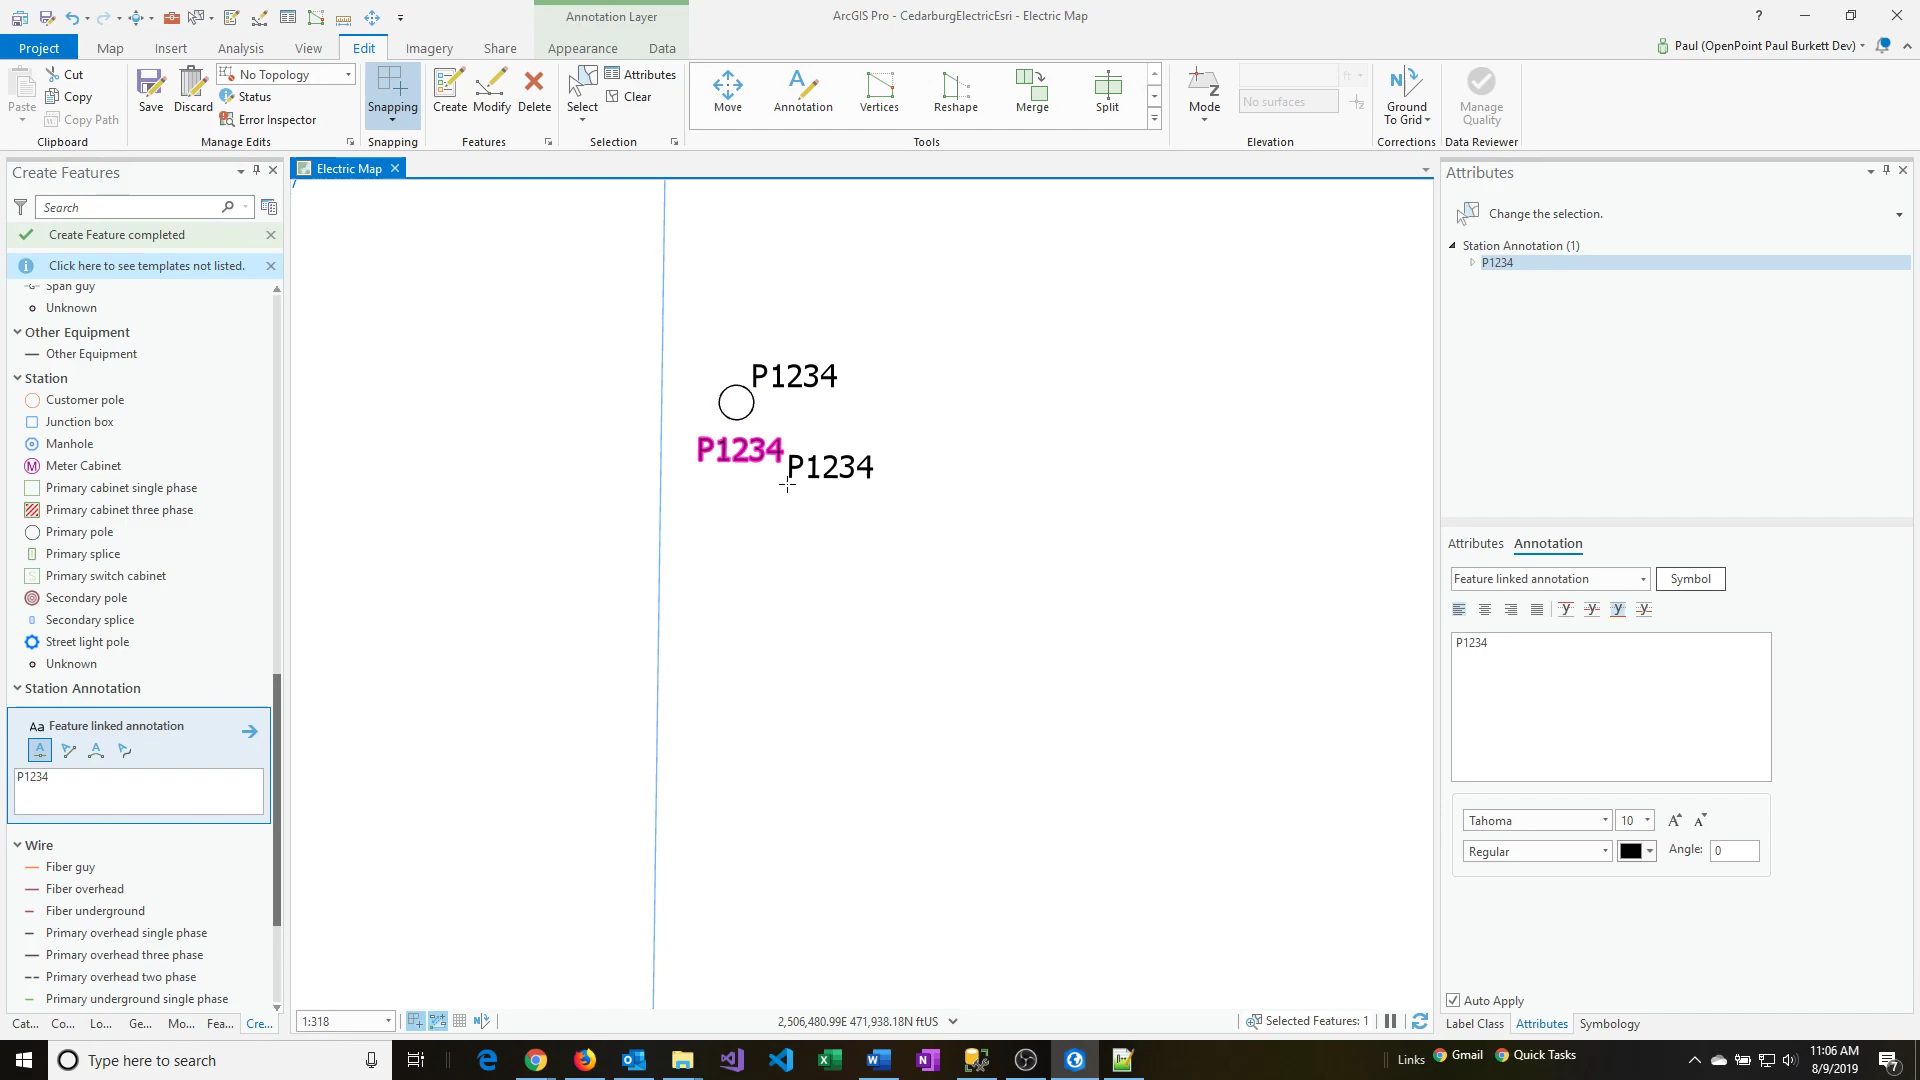 Annotation Layer
ArcGIS Pro - CedarburgElectricEsri - Electric Map
?
Project
Map
Insert
Analysis
View
Edit
Imagery
Share
Appearance
Data
Paul (OpenPoint Paul Burkett Dev)
Paste
Cut
Copy
Copy Path
Clipboard
Save
Discard
No Topology
Status
Error Inspector
Manage Edits
Snapping
Snapping
Create
Modify
Delete
Features
Select
Attributes
Clear
Selection
Move
Annotation
Vertices
Reshape
Merge
Split
Tools
Mode
ft
No surfaces
Elevation
Ground
To Grid
Corrections
Manage
Quality
Data Reviewer
Create Features
Search
Create Feature completed
Click here to see templates not listed.
Span guy
Unknown
Other Equipment
Other Equipment
Station
Customer pole
Junction box
Manhole
Meter Cabinet
Primary cabinet single phase
Primary cabinet three phase
Primary pole
Primary splice
Primary switch cabinet
Secondary pole
Secondary splice
Street light pole
Unknown
Station Annotation
Aa Feature linked annotation
P1234
Wire
Fiber guy
Fiber overhead
Fiber underground
Primary overhead single phase
Primary overhead three phase
Primary overhead two phase
Primary underground single phase
Cat...
Co...
Lo...
Ge...
Mo...
Fea...
Cre...
Electric Map
P1234
P1234
P1234
1:318
2,506,480.99E 471,938.18N ftUS
Selected Features: 1
Attributes
Change the selection.
Station Annotation (1)
P1234
Attributes
Annotation
Feature linked annotation
Symbol
P1234
Tahoma
10
Regular
Angle:
0
Auto Apply
Label Class
Attributes
Symbology
Type here to search
Links
Gmail
Quick Tasks
11:06 AM
8/9/2019
7